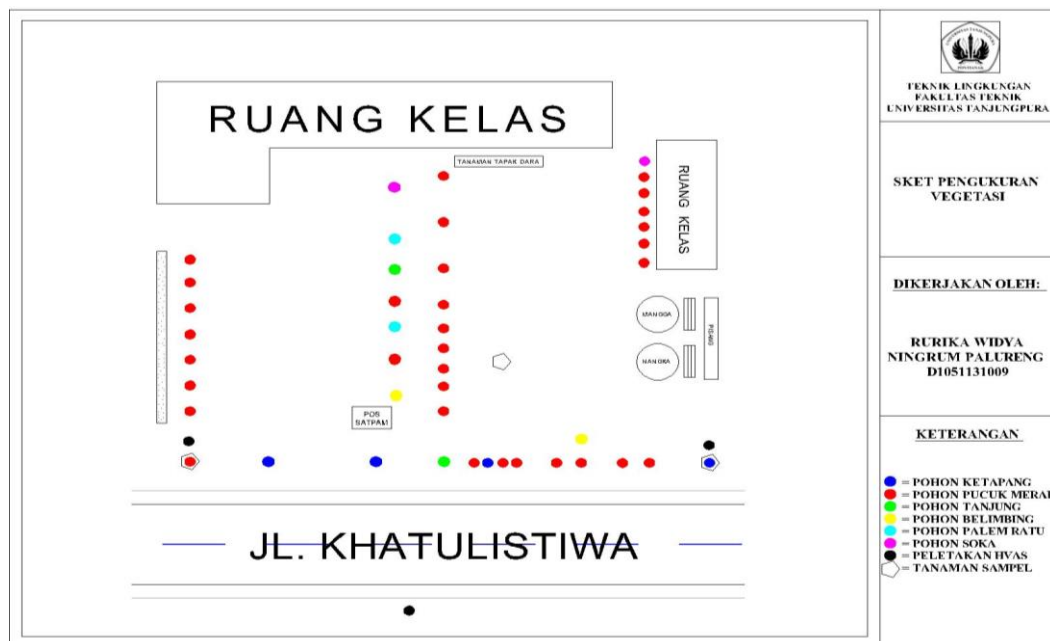 RUANG KELAS
TANAMAN TAPAK DARA
RUANG KELAS
MANGGA
NANGKA
PISANG
POS
SATPAM
JL. KHATULISTIWA
TEKNIK LINGKUNGAN
FAKULTAS TEKNIK
UNIVERSITAS TANJUNGPURA
SKET PENGUKURAN
VEGETASI
DIKERJAKAN OLEH:
RURIKA WIDYA
NINGRUM PALURENG
D1051131009
KETERANGAN
= POHON KETAPANG
= POHON PUCUK MERAH
= POHON TANJUNG
= POHON BELIMBING
= POHON PALEM RATU
= POHON SOKA
= PELETAKAN HVAS
= TANAMAN SAMPEL